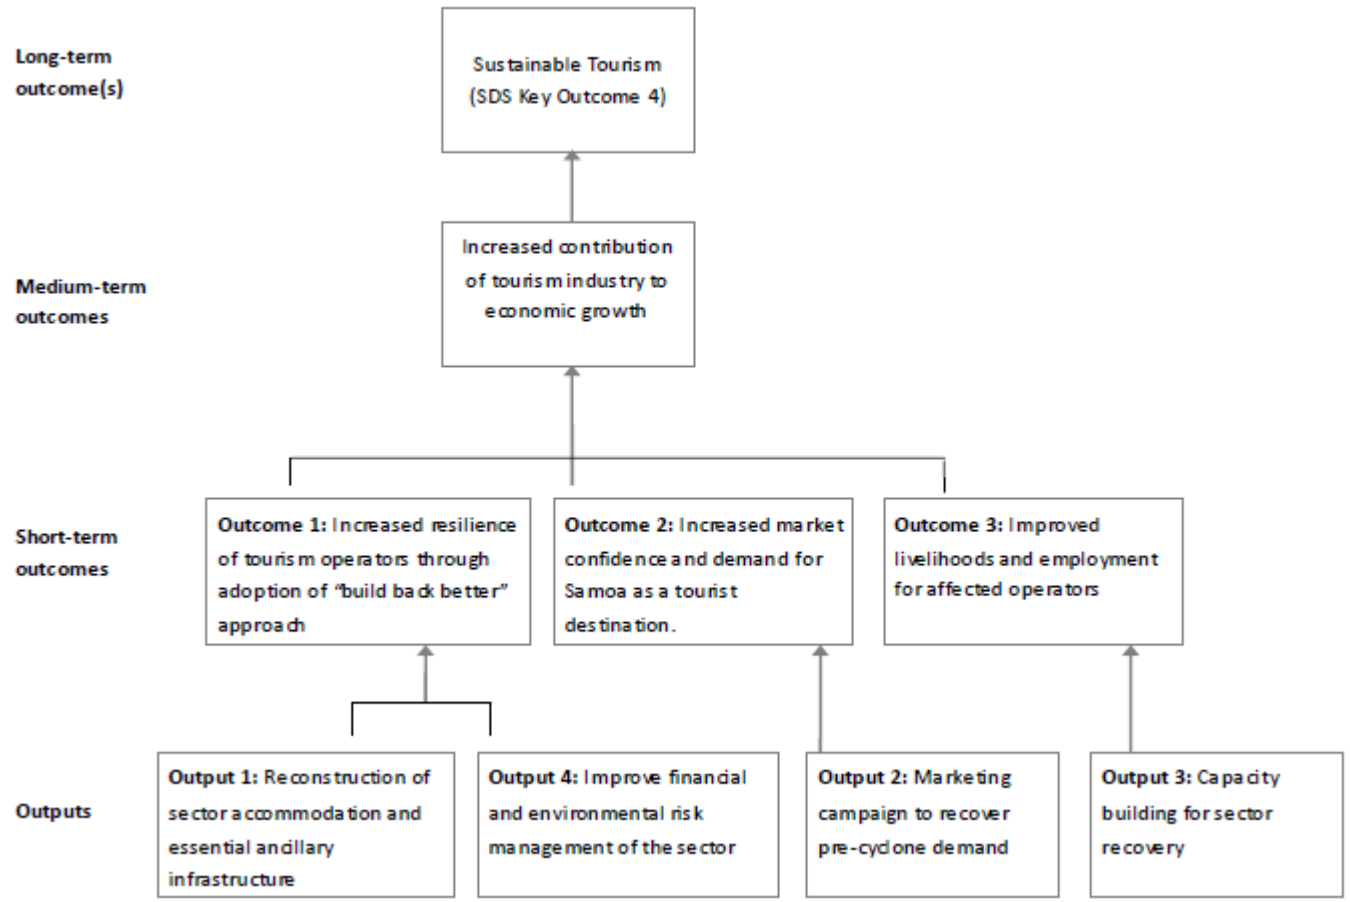 Long-term
outcome(s)
Sustainable Tourism
(SDS Key Outcome 4)
Medium-term
outcomes
Increased contribution
of tourism industry to
economic growth
Short-term
outcomes
Outcome 1: Increased resilience
of tourism operators through
adoption of “build back better”
approach
Outcome 2: Increased market
confidence and demand for
Samoa as a tourist
destination.
Outcome 3: Improved
livelihoods and employment
for affected operators
Outputs
Output 1: Reconstruction of
sector accommodation and
essential ancillary
infrastructure
Output 4: Improve financial
and environmental risk
management of the sector
Output 2: Marketing
campaign to recover
pre-cyclone demand
Output 3: Capacity
building for sector
recovery